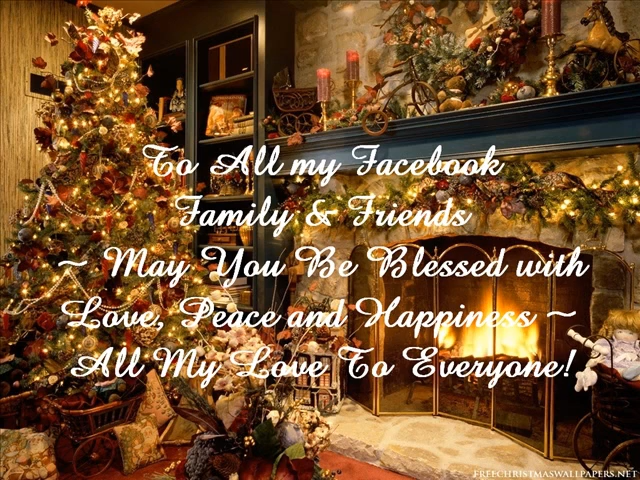 To All my Facebook
Family & Friends
~ May You Be Blessed with
Love, Peace and Happiness ~
All My Love To Everyone!
FREECHRISTMASWALLPAPERS.NET